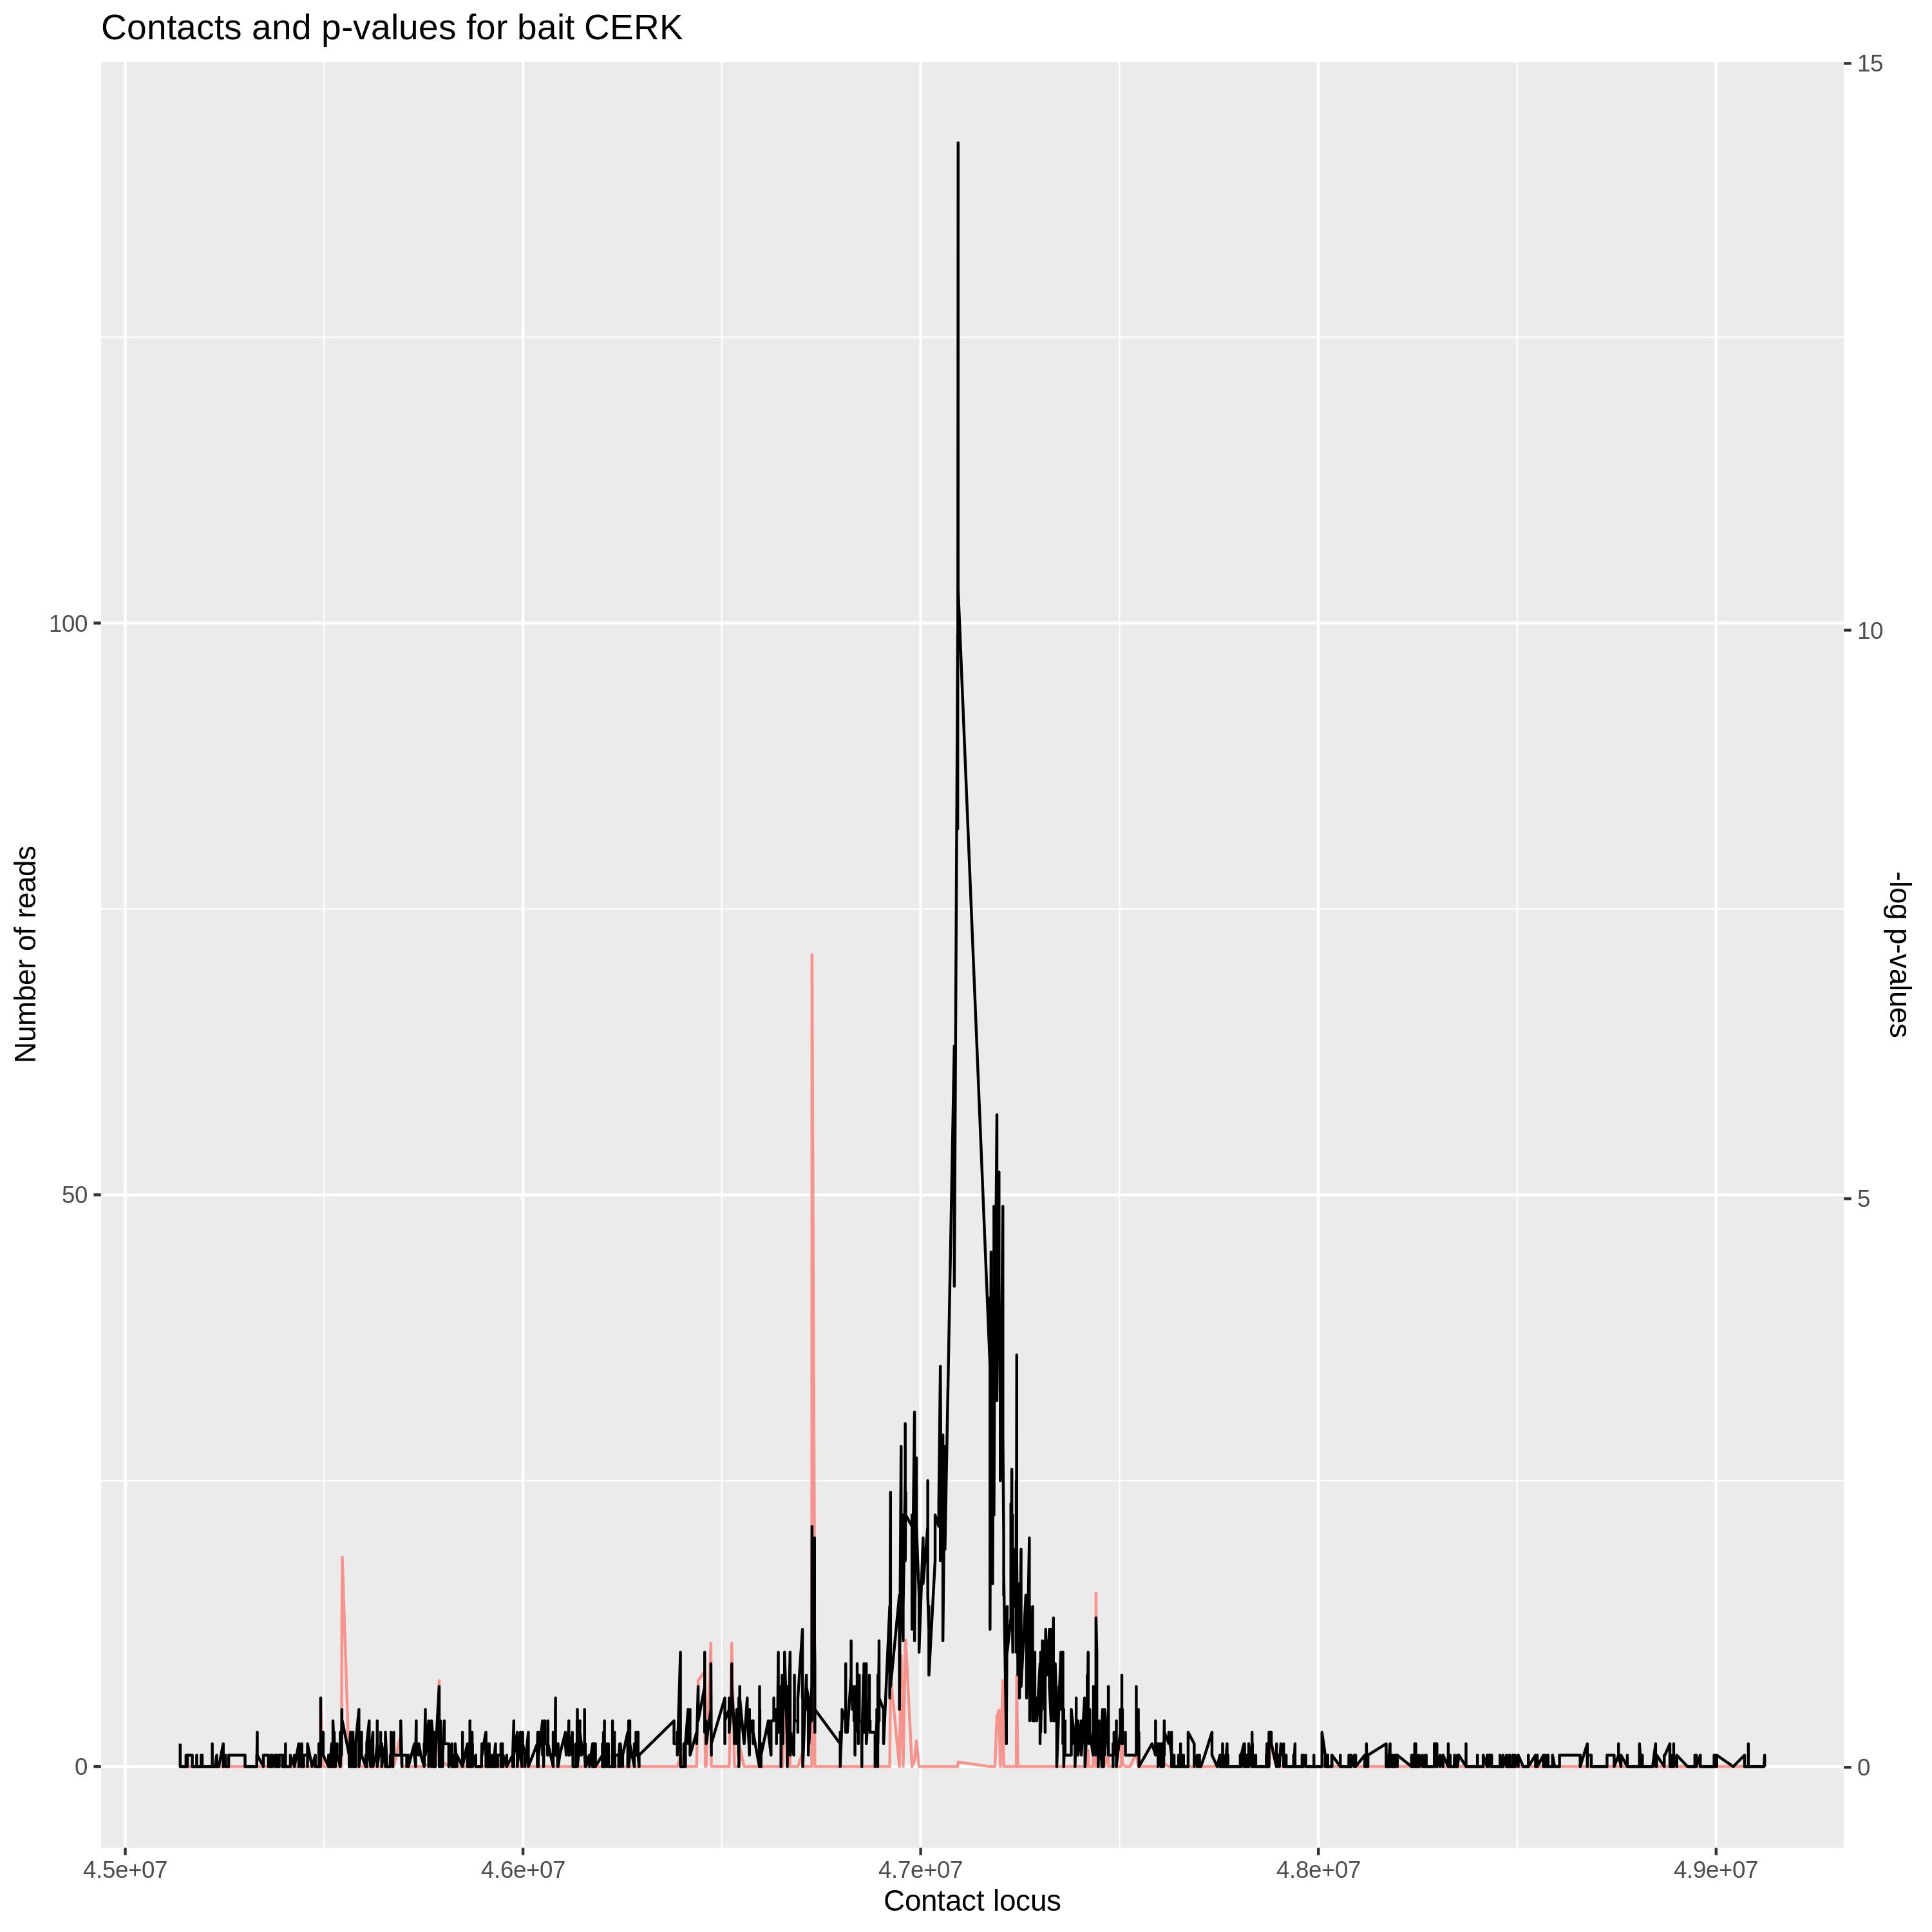 Contacts and p-values for bait CERK
15
100
10
Number of reads
-log p-values
50
5
0
0
4.5e+07
4.6e+07
4.7e+07
4.8e+07
4.9e+07
Contact locus